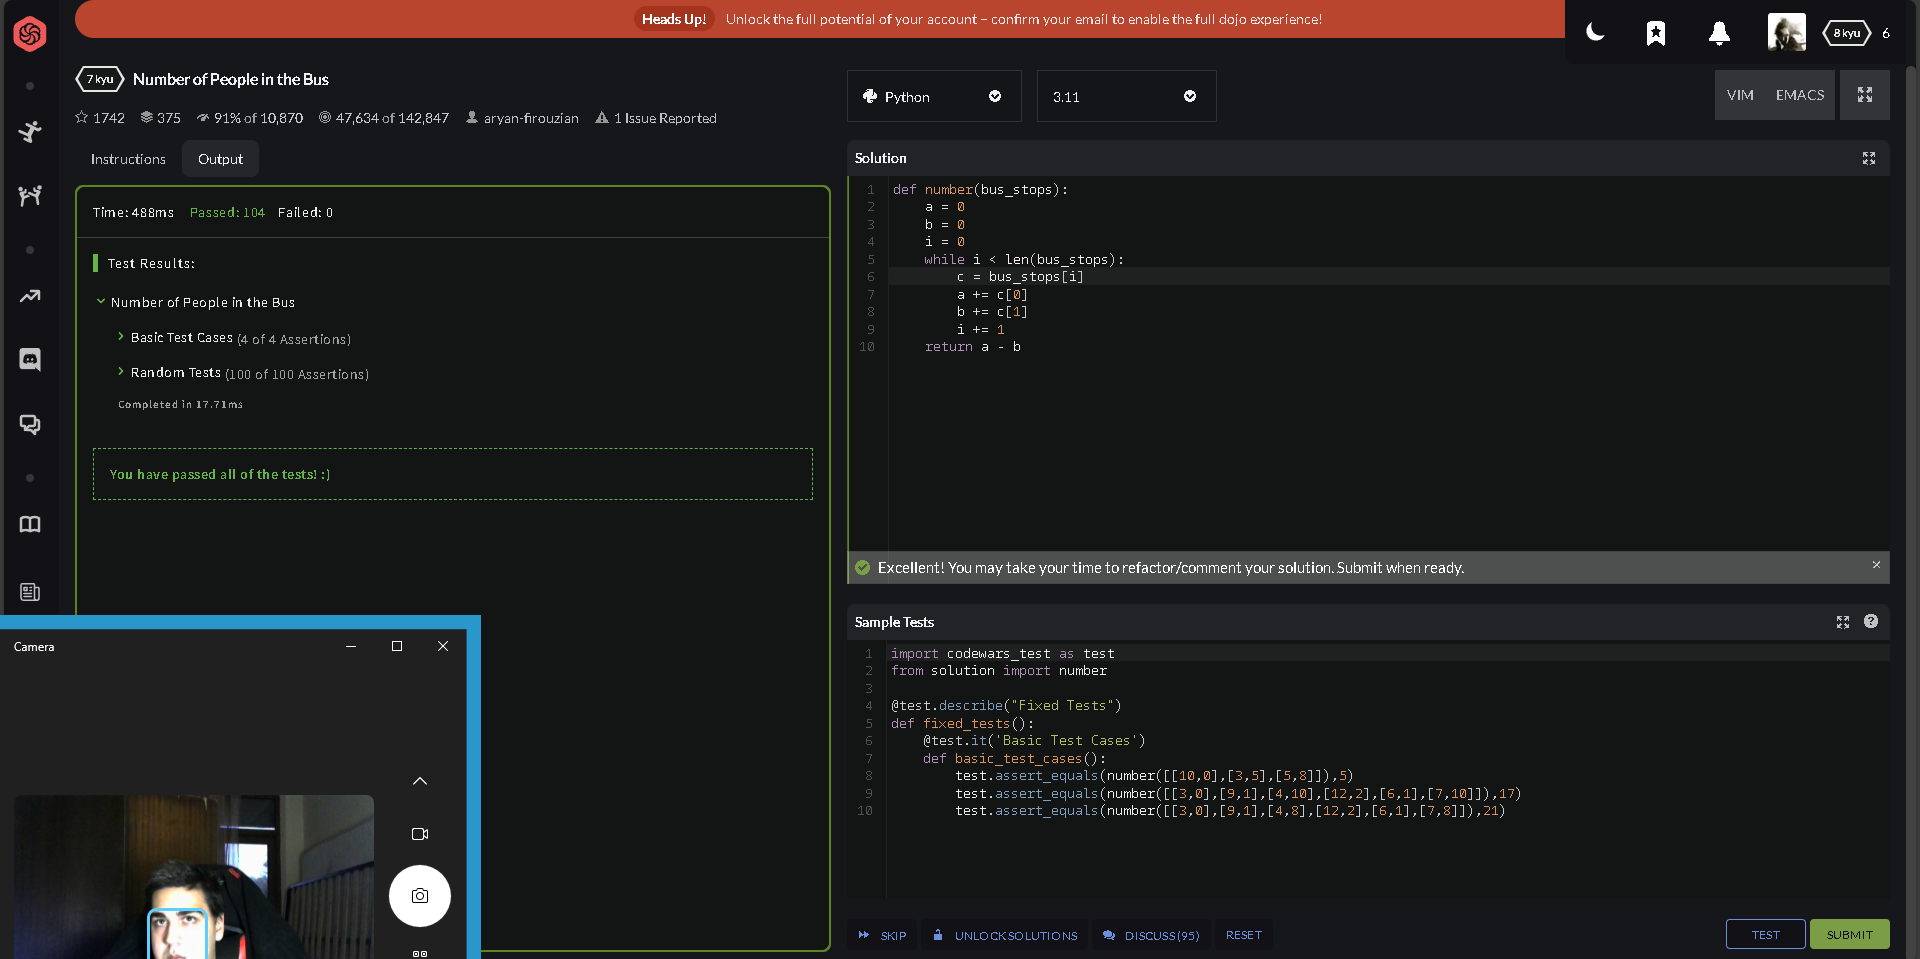 Heads Up! Unlock the full potential of your account – confirm your email to enable the full dojo experience!
8 kyu 6
7 kyu Number of People in the Bus
1742 375 91% of 10,870 47,634 of 142,847 aryan-firouzian 1 Issue Reported
Instructions Output
Time: 488ms Passed: 104 Failed: 0
Test Results:
Number of People in the Bus
Basic Test Cases (4 of 4 Assertions)
Random Tests (100 of 100 Assertions)
Completed in 17.71ms
You have passed all of the tests! :)
Python 3.11
VIM EMACS
Solution
1 def number(bus_stops):
2 a = 0
3 b = 0
4 i = 0
5 while i < len(bus_stops):
6 c = bus_stops[i]
7 a += c[0]
8 b += c[1]
9 i += 1
10 return a - b
Excellent! You may take your time to refactor/comment your solution. Submit when ready.
Sample Tests
1 import codewars_test as test
2 from solution import number
3
4 @test.describe("Fixed Tests")
5 def fixed_tests():
6 @test.it('Basic Test Cases')
7 def basic_test_cases():
8 test.assert_equals(number([[10,0],[3,5],[5,8]]),5)
9 test.assert_equals(number([[3,0],[9,1],[4,10],[12,2],[6,1],[7,10]]),17)
10 test.assert_equals(number([[3,0],[9,1],[4,8],[12,2],[6,1],[7,8]]),21)
SKIP UNLOCK SOLUTIONS DISCUSS (95) RESET TEST SUBMIT
Camera